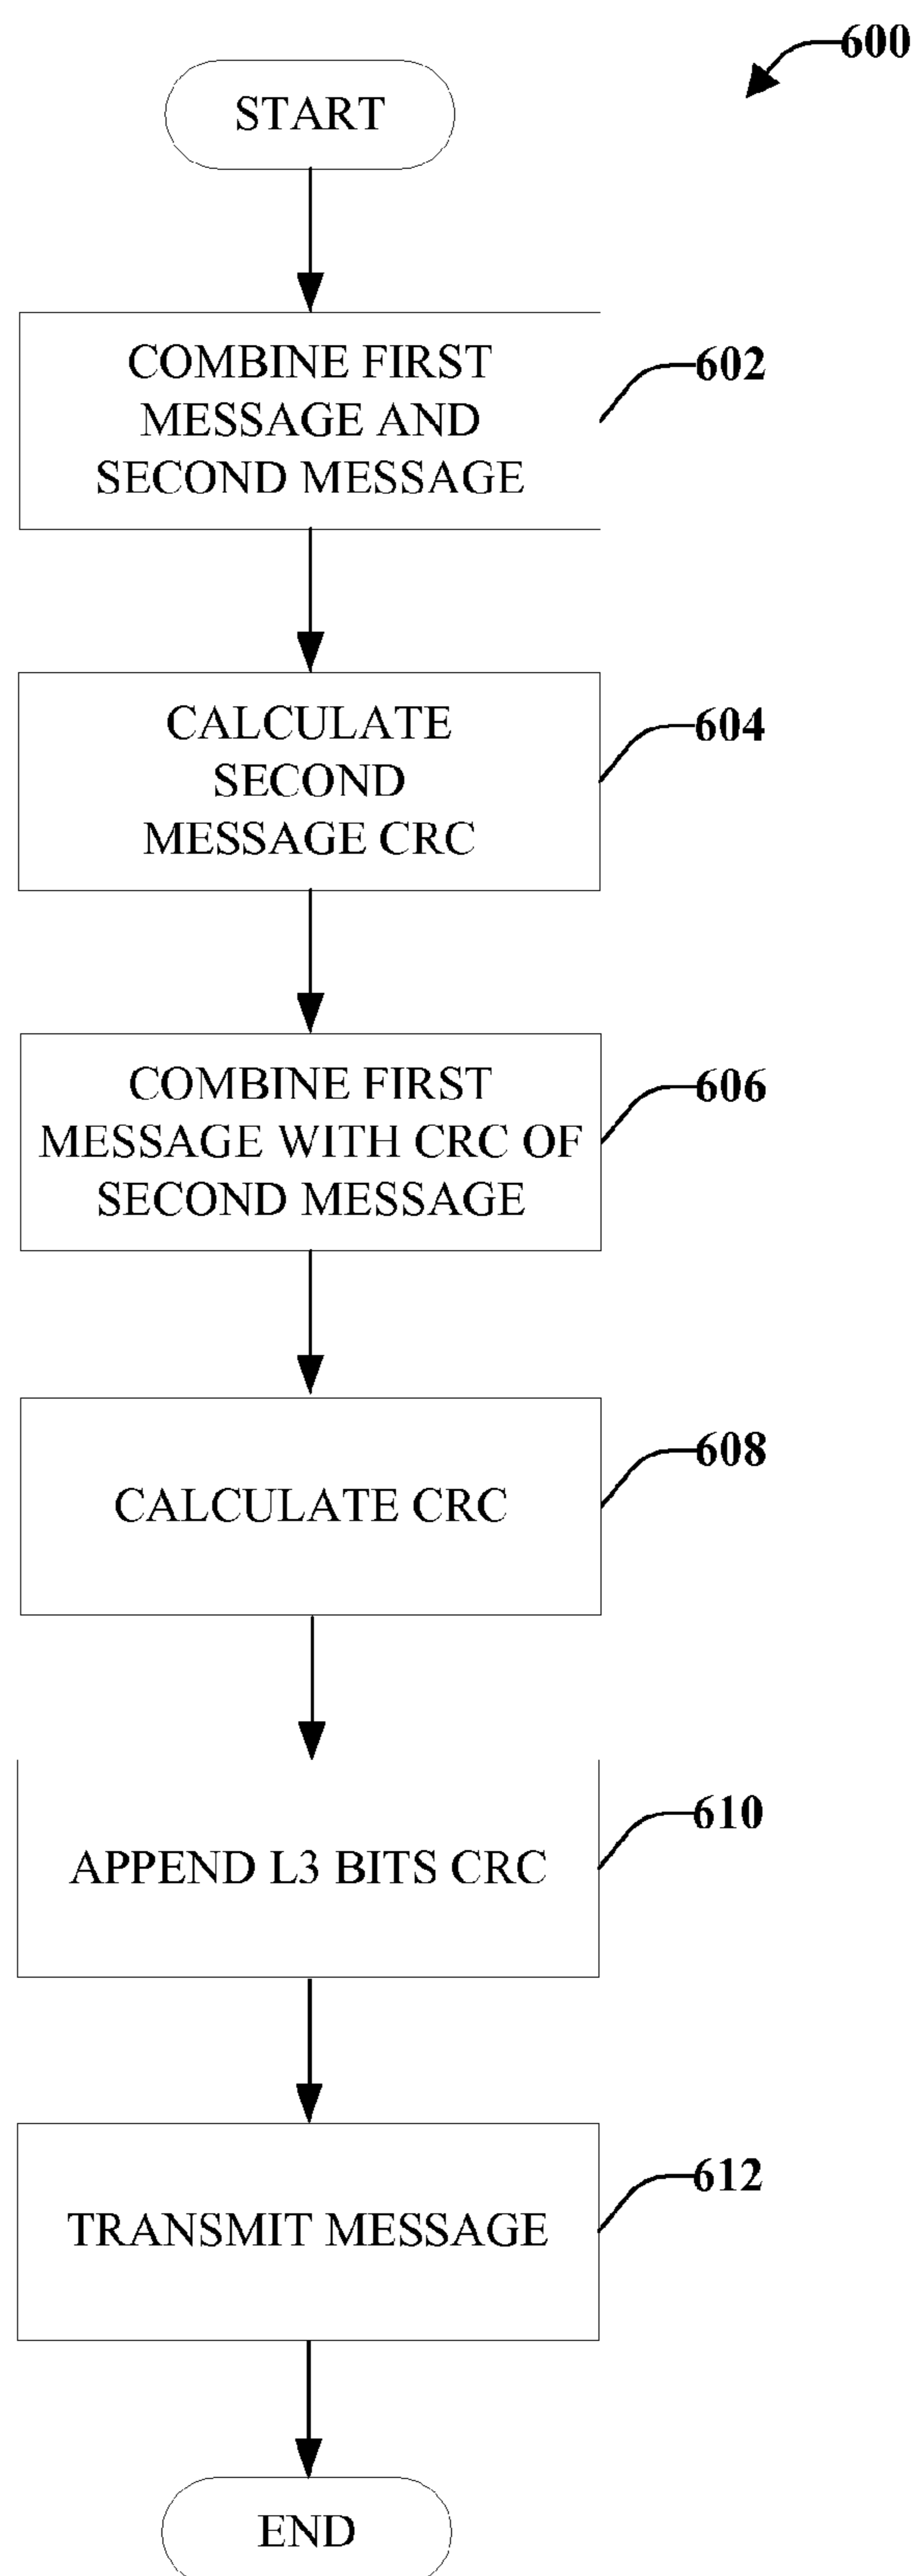 600
START
COMBINE FIRST
MESSAGE AND
SECOND MESSAGE
602
CALCULATE
SECOND
MESSAGE CRC
604
COMBINE FIRST
MESSAGE WITH CRC OF
SECOND MESSAGE
606
CALCULATE CRC
608
APPEND L3 BITS CRC
610
TRANSMIT MESSAGE
612
END